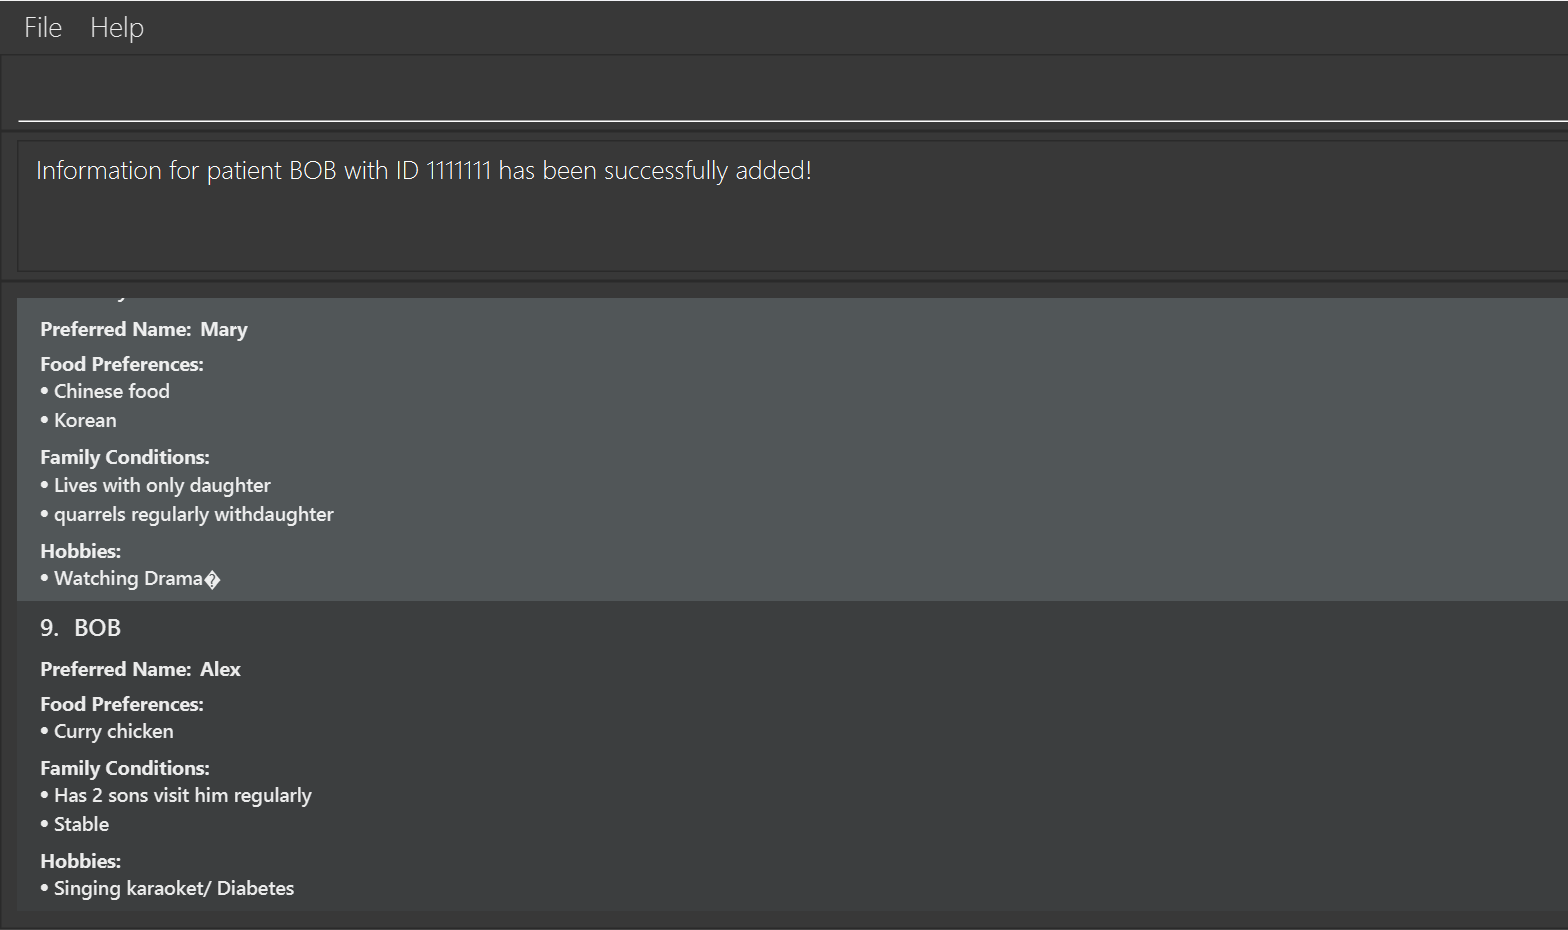 File Help
Information for patient BOB with ID 1111111 has been successfully added!
Preferred Name: Mary
Food Preferences:
• Chinese food
• Korean
Family Conditions:
• Lives with only daughter
• quarrels regularly withdaughter
Hobbies:
• Watching Drama�
9. BOB
Preferred Name: Alex
Food Preferences:
• Curry chicken
Family Conditions:
• Has 2 sons visit him regularly
• Stable
Hobbies:
• Singing karaoket/ Diabetes